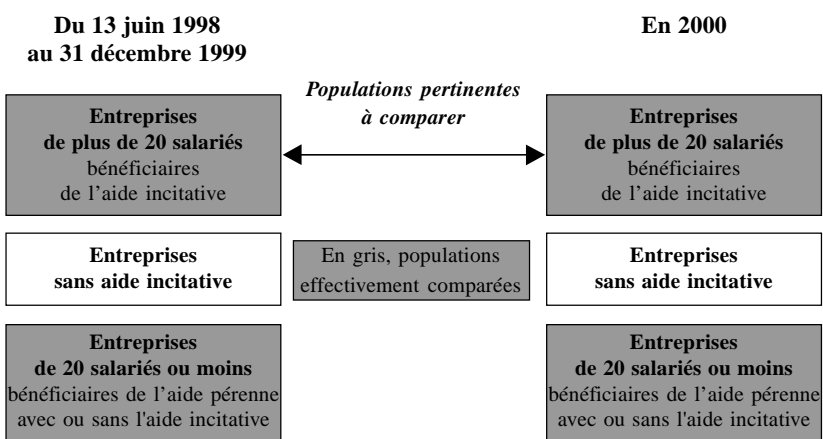 Du 13 juin 1998
au 31 décembre 1999
En 2000
Populations pertinentes
à comparer
Entreprises
de plus de 20 salariés
bénéficiaires
de l’aide incitative
Entreprises
de plus de 20 salariés
bénéficiaires
de l’aide incitative
Entreprises
sans aide incitative
En gris, populations
effectivement comparées
Entreprises
sans aide incitative
Entreprises
de 20 salariés ou moins
bénéficiaires de l’aide pérenne
avec ou sans l'aide incitative
Entreprises
de 20 salariés ou moins
bénéficiaires de l’aide pérenne
avec ou sans l'aide incitative